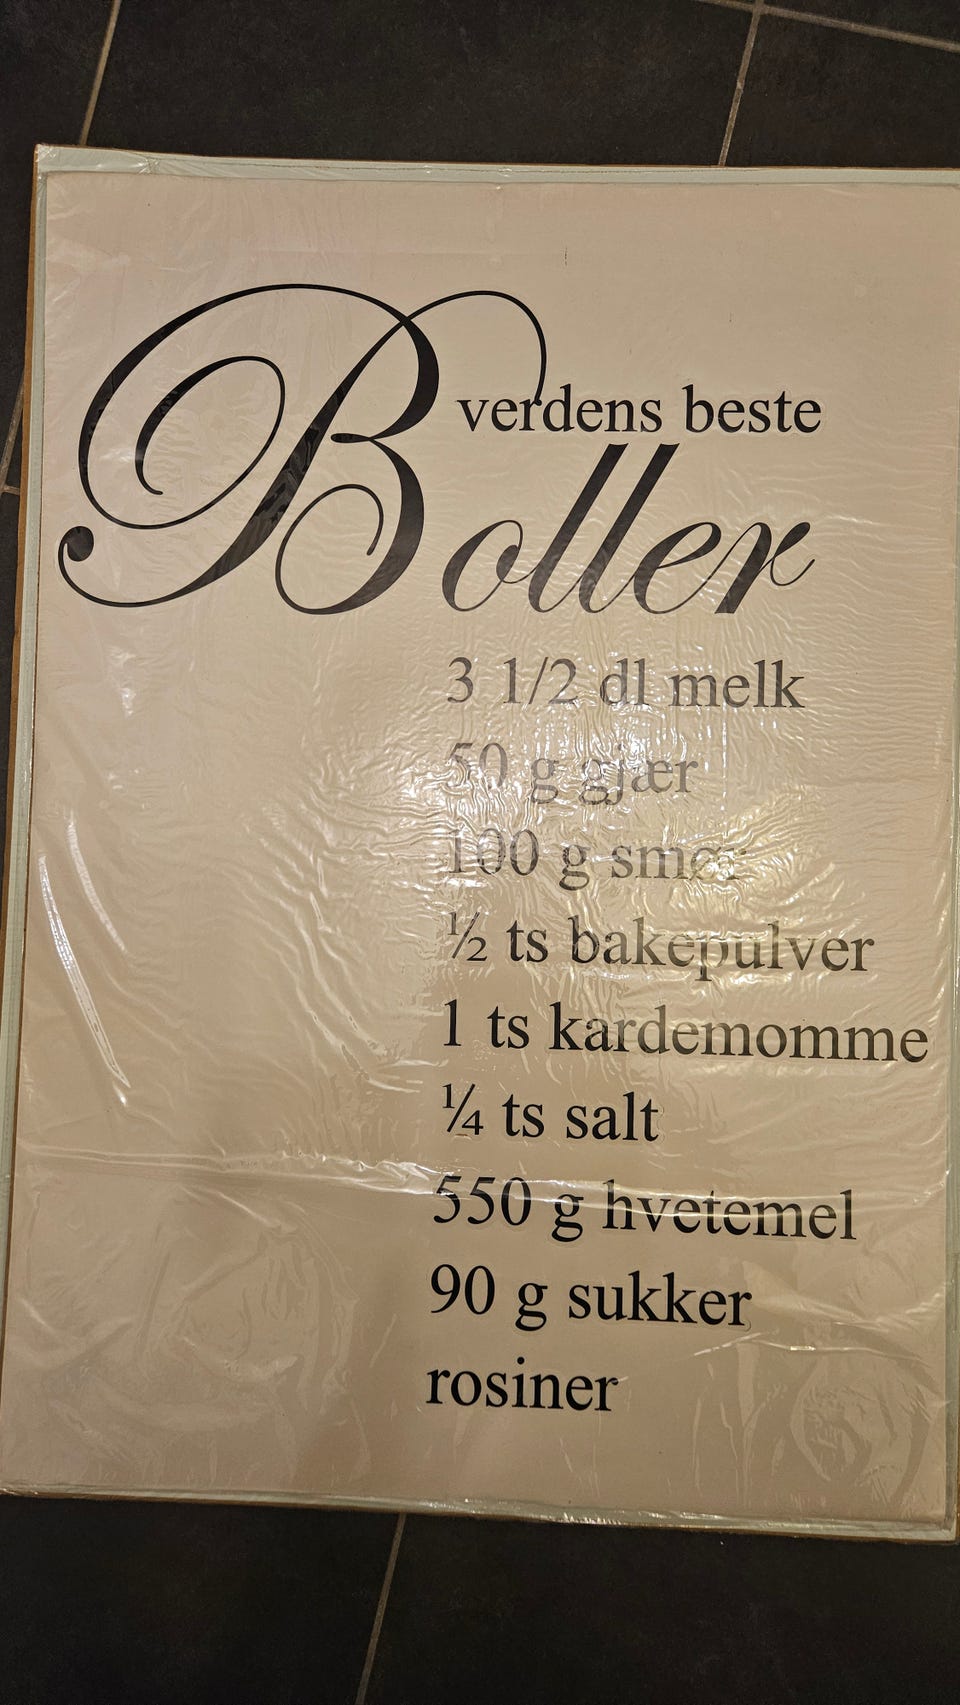 verdens beste
Boller
3 1/2 dl melk
50 g gjær
100 g smør
½ ts bakepulver
1 ts kardemomme
¼ ts salt
550 g hvetemel
90 g sukker
rosiner